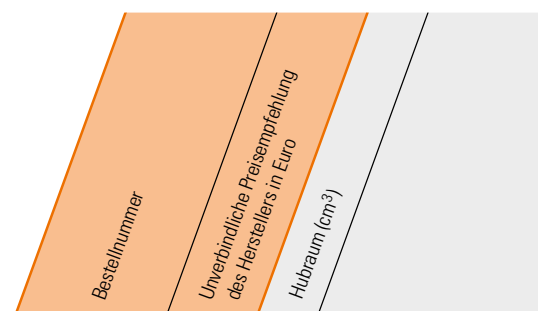 Bestellnummer
Unverbindliche Preisempfehlung
des Herstellers in Euro
Hubraum (cm³)